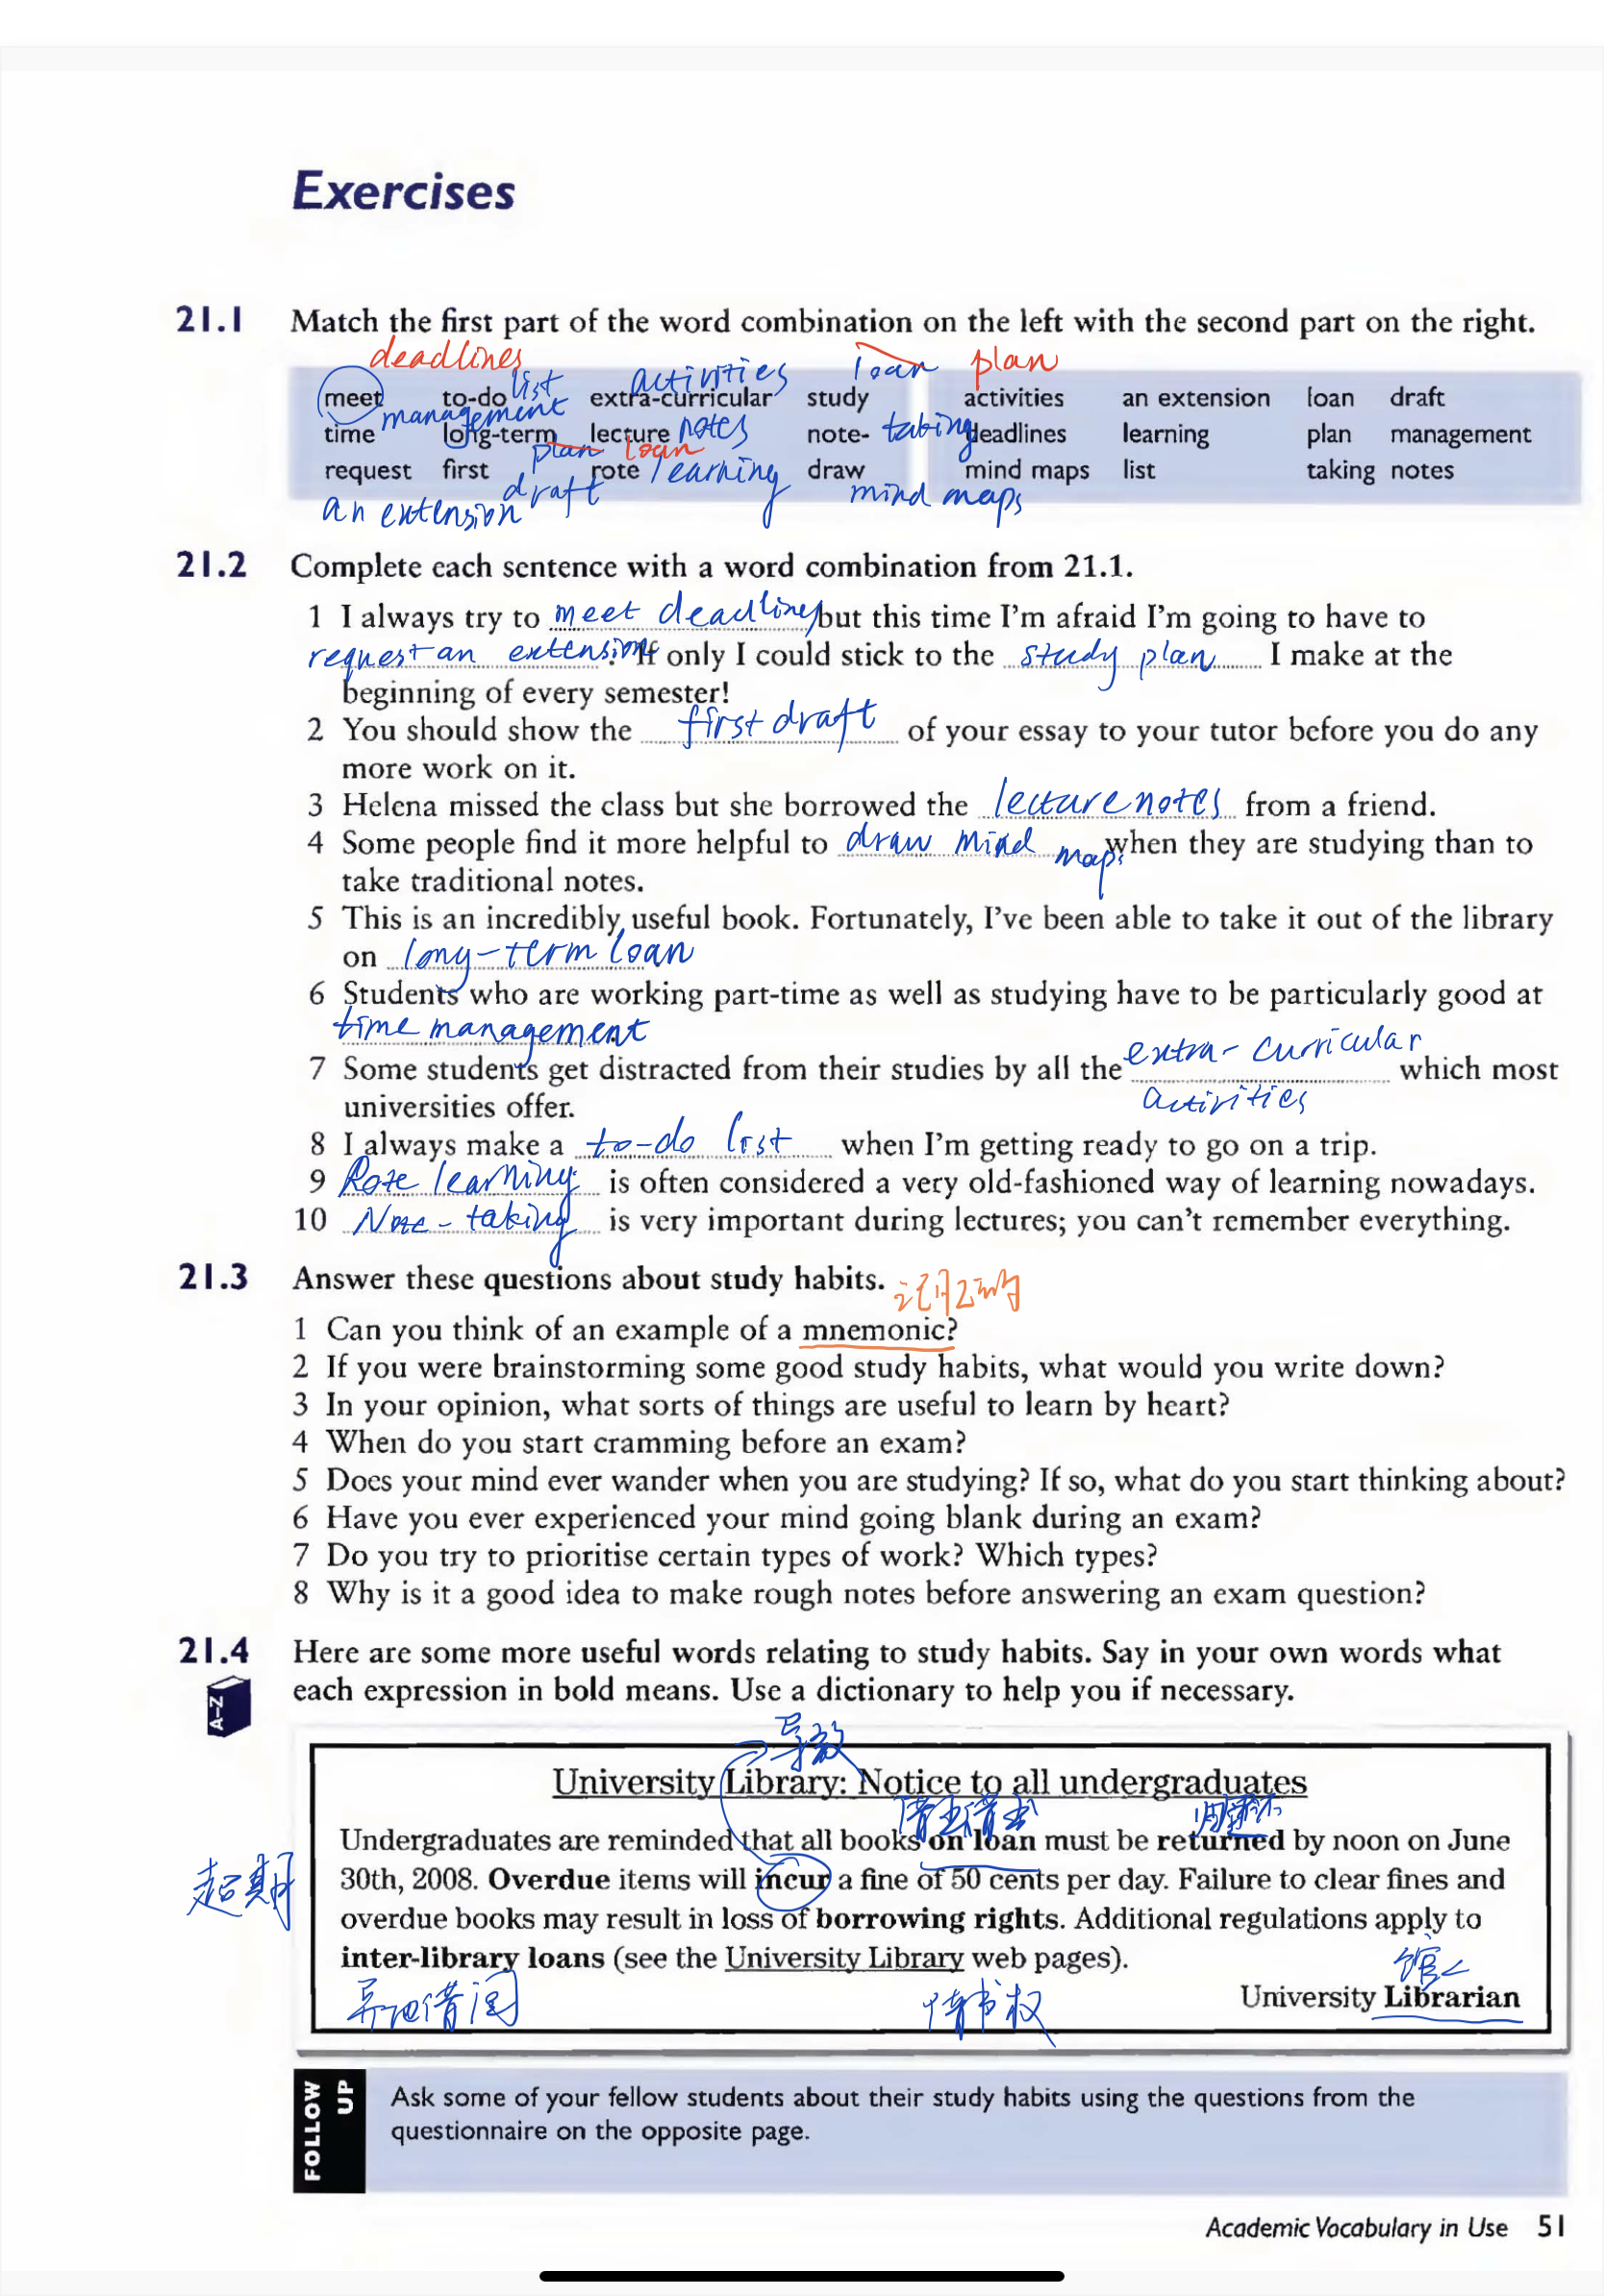 Exercises
21.1 Match the first part of the word combination on the left with the second part on the right.
deadlines list activities loan plan
meet to-do extra-curricular study activities an extension loan draft
management notes taking
time long-term lecture note- deadlines learning plan management
plan loan
request first rote learning draw mind maps list taking notes
an extension draft mind maps
21.2 Complete each sentence with a word combination from 21.1.
1 I always try to meet deadlines but this time I'm afraid I'm going to have to
request an extension. If only I could stick to the study plan I make at the
beginning of every semester!
2 You should show the first draft of your essay to your tutor before you do any
more work on it.
3 Helena missed the class but she borrowed the lecture notes from a friend.
4 Some people find it more helpful to draw mind maps when they are studying than to
take traditional notes.
5 This is an incredibly useful book. Fortunately, I've been able to take it out of the library
on long-term loan
6 Students who are working part-time as well as studying have to be particularly good at
time management
7 Some students get distracted from their studies by all the extra-curricular which most
activities
universities offer.
8 I always make a to-do list when I'm getting ready to go on a trip.
9 Rote learning is often considered a very old-fashioned way of learning nowadays.
10 Note-taking is very important during lectures; you can't remember everything.
21.3 Answer these questions about study habits.
1 Can you think of an example of a mnemonic?
2 If you were brainstorming some good study habits, what would you write down?
3 In your opinion, what sorts of things are useful to learn by heart?
4 When do you start cramming before an exam?
5 Does your mind ever wander when you are studying? If so, what do you start thinking about?
6 Have you ever experienced your mind going blank during an exam?
7 Do you try to prioritise certain types of work? Which types?
8 Why is it a good idea to make rough notes before answering an exam question?
21.4 Here are some more useful words relating to study habits. Say in your own words what
A-Z each expression in bold means. Use a dictionary to help you if necessary.
导致
University Library: Notice to all undergraduates
Undergraduates are reminded that all books on loan must be returned by noon on June
超期 30th, 2008. Overdue items will incur a fine of 50 cents per day. Failure to clear fines and
overdue books may result in loss of borrowing rights. Additional regulations apply to
inter-library loans (see the University Library web pages).
异地借阅 借书权
University Librarian
FOLLOW UP
Ask some of your fellow students about their study habits using the questions from the
questionnaire on the opposite page.
Academic Vocabulary in Use 51